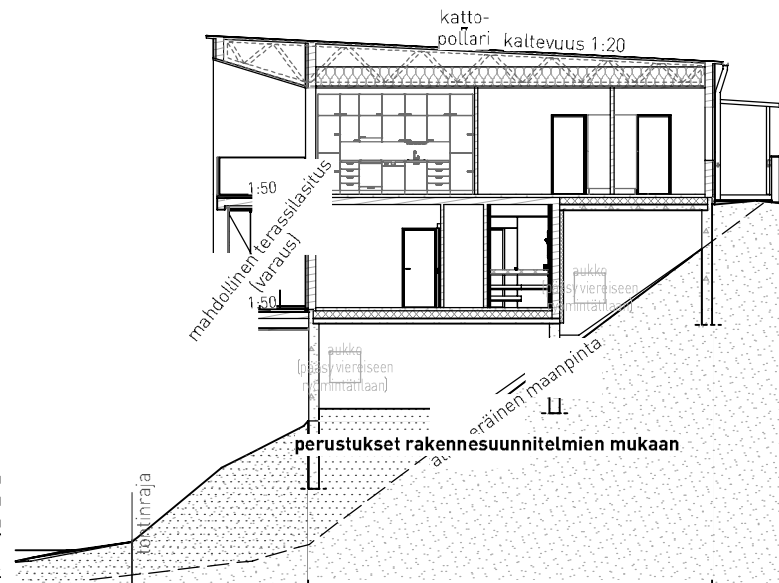 katto-
pollari kaltevuus 1:20
1:50
mahdollinen terassilasitus
(varaus)
1:50
aukko
(pääsy viereiseen
ryömintätilaan)
aukko
(pääsy viereiseen
ryömintätilaan)
maanpinta
perustukset rakennesuunnitelmien mukaan
tontinraja